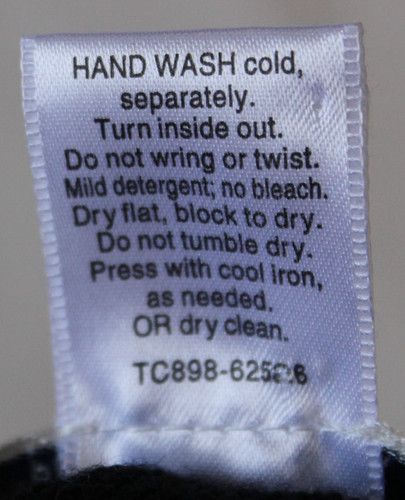 HAND WASH cold,
separately.
Turn inside out.
Do not wring or twist.
Mild detergent; no bleach.
Dry flat, block to dry.
Do not tumble dry.
Press with cool iron,
as needed.
OR dry clean.